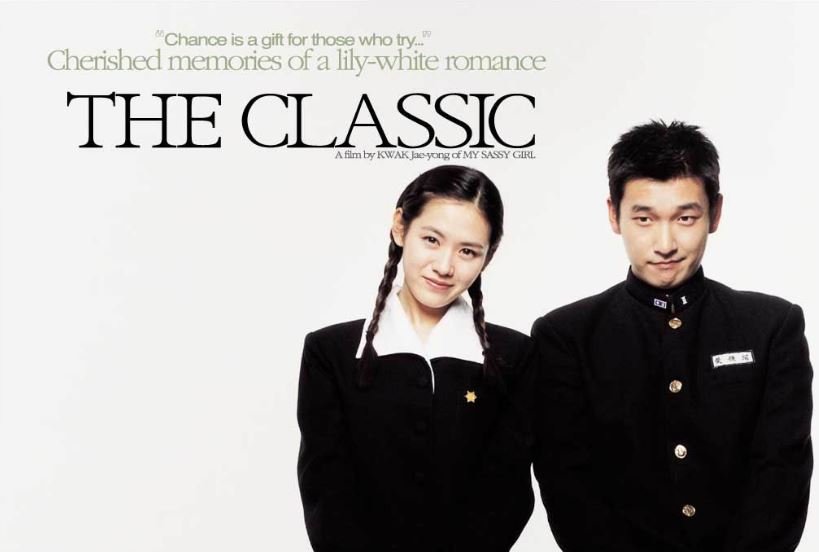 "Chance is a gift for those who try..."
Cherished memories of a lily-white romance
THE CLASSIC
A film by KWAK Jae-yong of MY SASSY GIRL